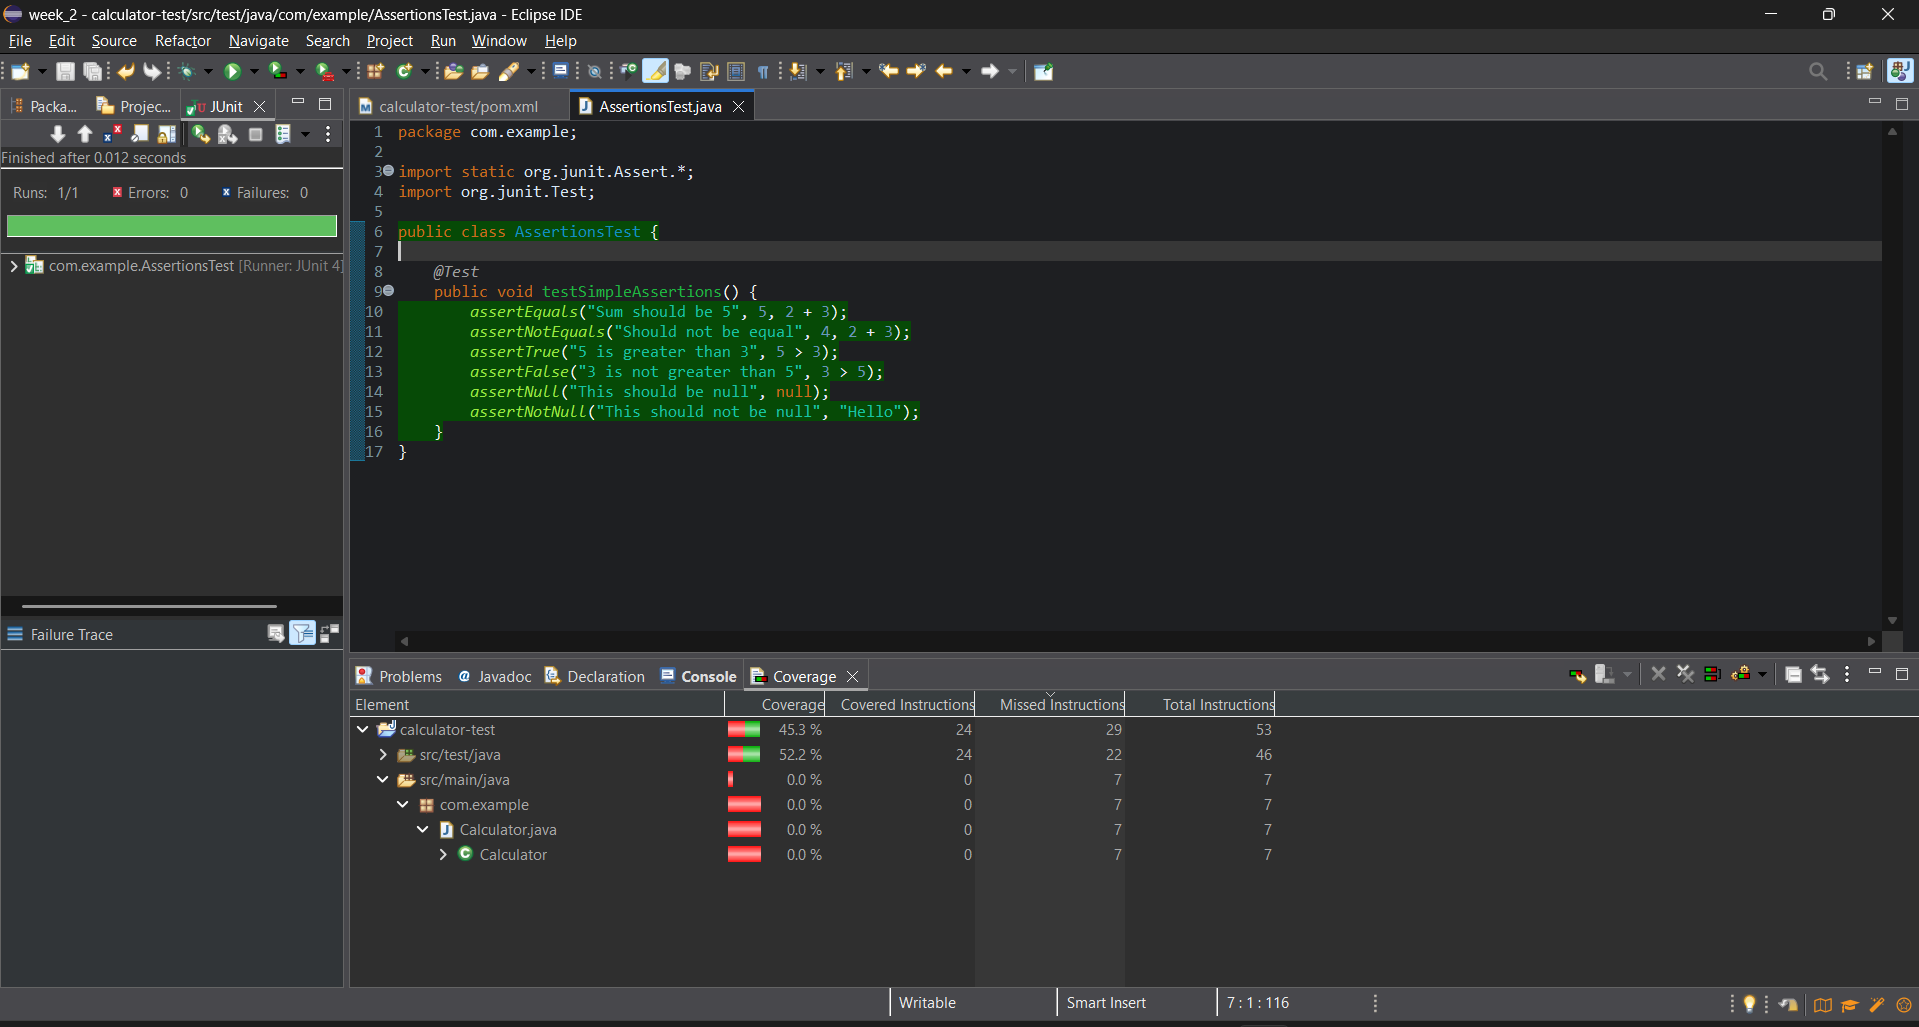 week_2 - calculator-test/src/test/java/com/example/AssertionsTest.java - Eclipse IDE
File Edit Source Refactor Navigate Search Project Run Window Help
Packa... Projec... JUnit
Finished after 0.012 seconds
Runs: 1/1 Errors: 0 Failures: 0
com.example.AssertionsTest [Runner: JUnit 4]
Failure Trace
calculator-test/pom.xml AssertionsTest.java
1 package com.example;
2
3 import static org.junit.Assert.*;
4 import org.junit.Test;
5
6 public class AssertionsTest {
7
8 @Test
9 public void testSimpleAssertions() {
10 assertEquals("Sum should be 5", 5, 2 + 3);
11 assertNotEquals("Should not be equal", 4, 2 + 3);
12 assertTrue("5 is greater than 3", 5 > 3);
13 assertFalse("3 is not greater than 5", 3 > 5);
14 assertNull("This should be null", null);
15 assertNotNull("This should not be null", "Hello");
16 }
17 }
Problems Javadoc Declaration Console Coverage
Element Coverage Covered Instructions Missed Instructions Total Instructions
calculator-test 45.3 % 24 29 53
src/test/java 52.2 % 24 22 46
src/main/java 0.0 % 0 7 7
com.example 0.0 % 0 7 7
Calculator.java 0.0 % 0 7 7
Calculator 0.0 % 0 7 7
Writable Smart Insert 7 : 1 : 116